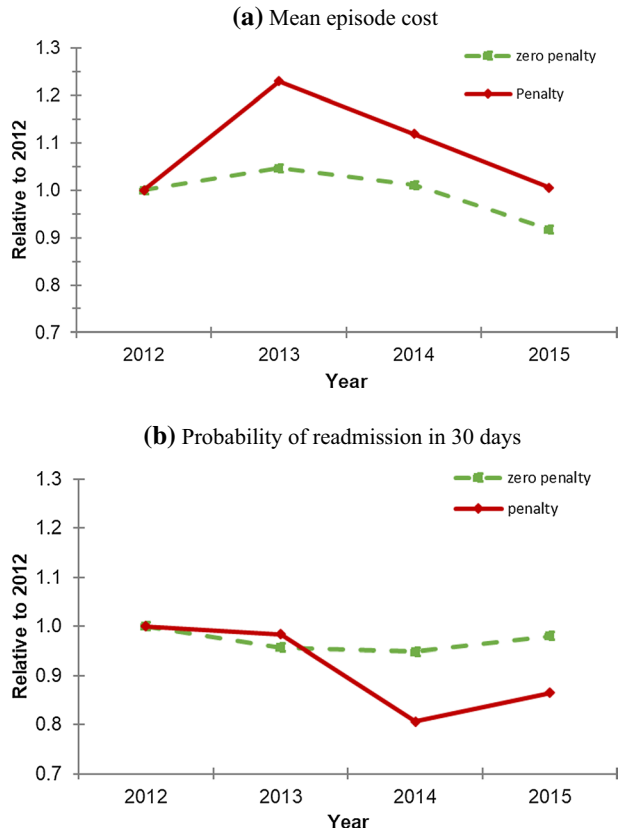 (a) Mean episode cost
1.3
1.2
1.1
1.0
0.9
0.8
0.7
Relative to 2012
zero penalty
Penalty
2012 2013 2014 2015
Year
(b) Probability of readmission in 30 days
1.3
1.2
1.1
1.0
0.9
0.8
0.7
Relative to 2012
zero penalty
penalty
2012 2013 2014 2015
Year